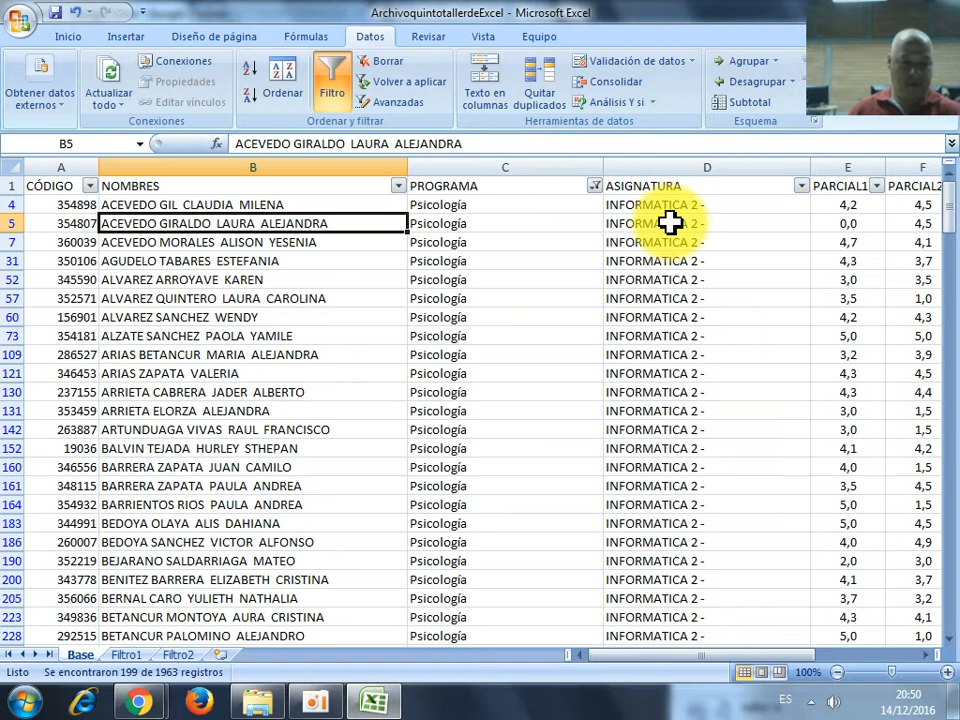 ArchivoquintotallerdeExcel - Microsoft Excel
Inicio Insertar Diseño de página Fórmulas Datos Revisar Vista Equipo
Obtener datos externos
Actualizar todo
Conexiones
Propiedades
Editar vínculos
Conexiones
Ordenar
Filtro
Borrar
Volver a aplicar
Avanzadas
Ordenar y filtrar
Texto en columnas
Quitar duplicados
Validación de datos
Consolidar
Análisis Y si
Herramientas de datos
Agrupar
Desagrupar
Subtotal
Esquema
B5 fx ACEVEDO GIRALDO LAURA ALEJANDRA
A B C D E F
1 CÓDIGO NOMBRES PROGRAMA ASIGNATURA PARCIAL1 PARCIAL2
4 354898 ACEVEDO GIL CLAUDIA MILENA Psicología INFORMATICA 2 - 4,2 4,5
5 354807 ACEVEDO GIRALDO LAURA ALEJANDRA Psicología INFORMATICA 2 - 0,0 4,5
7 360039 ACEVEDO MORALES ALISON YESENIA Psicología INFORMATICA 2 - 4,7 4,1
31 350106 AGUDELO TABARES ESTEFANIA Psicología INFORMATICA 2 - 4,3 3,7
52 345590 ALVAREZ ARROYAVE KAREN Psicología INFORMATICA 2 - 3,0 3,5
57 352571 ALVAREZ QUINTERO LAURA CAROLINA Psicología INFORMATICA 2 - 3,5 1,0
60 156901 ALVAREZ SANCHEZ WENDY Psicología INFORMATICA 2 - 4,2 4,3
73 354181 ALZATE SANCHEZ PAOLA YAMILE Psicología INFORMATICA 2 - 5,0 5,0
109 286527 ARIAS BETANCUR MARIA ALEJANDRA Psicología INFORMATICA 2 - 3,2 3,9
121 346453 ARIAS ZAPATA VALERIA Psicología INFORMATICA 2 - 4,3 4,5
130 237155 ARRIETA CABRERA JADER ALBERTO Psicología INFORMATICA 2 - 4,3 4,4
131 353459 ARRIETA ELORZA ALEJANDRA Psicología INFORMATICA 2 - 3,0 1,5
142 263887 ARTUNDUAGA VIVAS RAUL FRANCISCO Psicología INFORMATICA 2 - 3,0 1,5
152 19036 BALVIN TEJADA HURLEY STHEPAN Psicología INFORMATICA 2 - 4,1 4,2
160 346556 BARRERA ZAPATA JUAN CAMILO Psicología INFORMATICA 2 - 4,0 1,5
161 348115 BARRERA ZAPATA PAULA ANDREA Psicología INFORMATICA 2 - 3,5 4,5
164 354932 BARRIENTOS RIOS PAULA ANDREA Psicología INFORMATICA 2 - 5,0 1,5
183 344991 BEDOYA OLAYA ALIS DAHIANA Psicología INFORMATICA 2 - 5,0 4,5
186 260007 BEDOYA SANCHEZ VICTOR ALFONSO Psicología INFORMATICA 2 - 4,0 4,9
190 352219 BEJARANO SALDARRIAGA MATEO Psicología INFORMATICA 2 - 2,0 3,0
200 343778 BENITEZ BARRERA ELIZABETH CRISTINA Psicología INFORMATICA 2 - 4,1 3,7
205 356066 BERNAL CARO YULIETH NATHALIA Psicología INFORMATICA 2 - 3,7 3,2
223 349836 BETANCUR MONTOYA AURA CRISTINA Psicología INFORMATICA 2 - 4,3 4,1
228 292515 BETANCUR PALOMINO ALEJANDRO Psicología INFORMATICA 2 - 5,0 1,0
Base Filtro1 Filtro2
Listo Se encontraron 199 de 1963 registros 100%
ES 20:50
14/12/2016